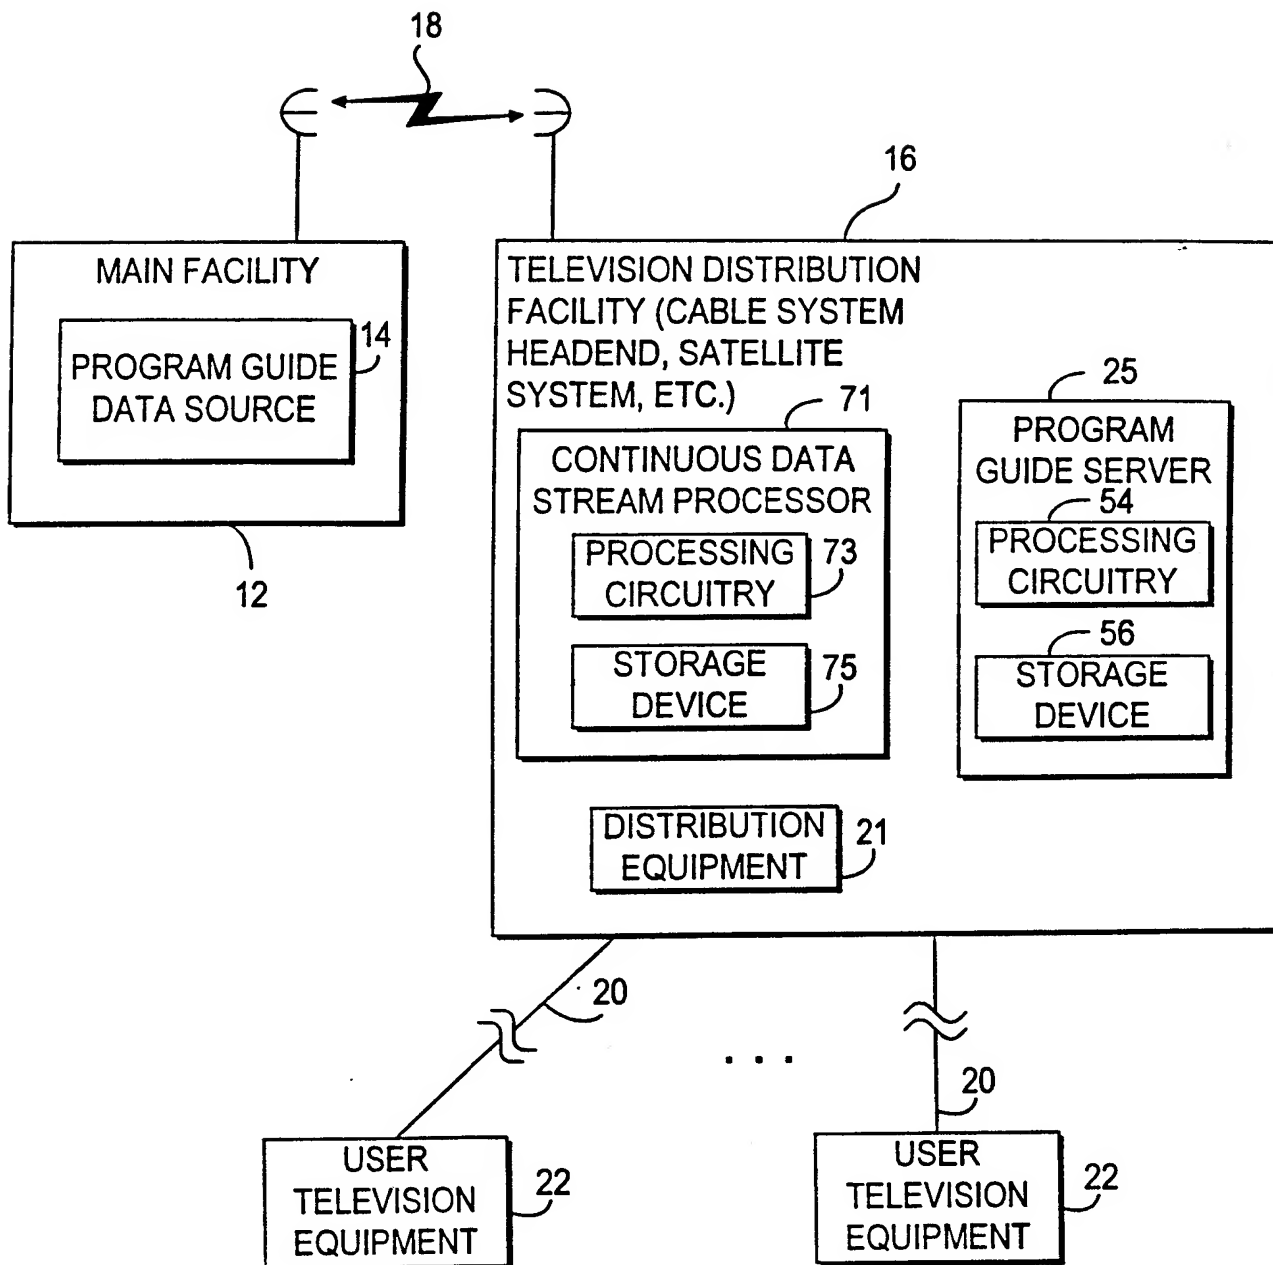 18
16
MAIN FACILITY
PROGRAM GUIDE
DATA SOURCE
14
12
TELEVISION DISTRIBUTION
FACILITY (CABLE SYSTEM
HEADEND, SATELLITE
SYSTEM, ETC.)
71
CONTINUOUS DATA
STREAM PROCESSOR
PROCESSING
CIRCUITRY
73
STORAGE
DEVICE
75
25
PROGRAM
GUIDE SERVER
54
PROCESSING
CIRCUITRY
56
STORAGE
DEVICE
DISTRIBUTION
EQUIPMENT
21
20
. . .
20
USER
TELEVISION
EQUIPMENT
22
USER
TELEVISION
EQUIPMENT
22